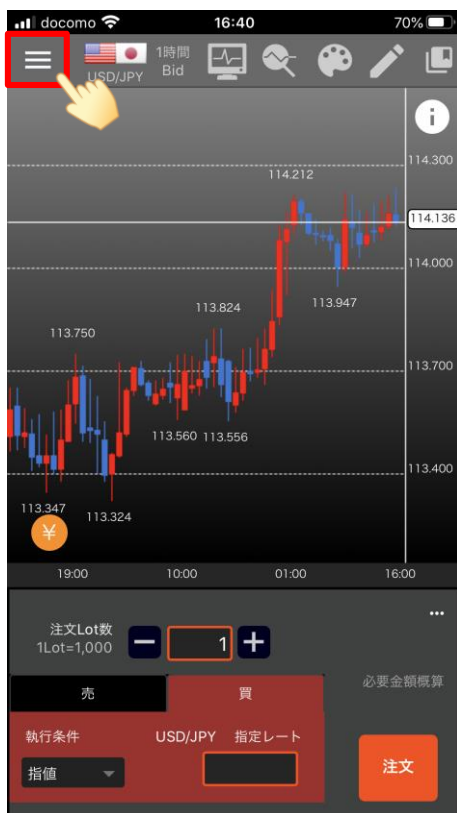 docomo 16:40 70%
USD/JPY 1時間
Bid
i
114.300
114.212
114.136
114.000
113.947
113.824
113.750
113.700
113.560 113.556
113.400
113.347
113.324
¥
19:00 10:00 01:00 16:00
...
注文Lot数
1Lot=1,000
1
必要金額概算
売 買
執行条件 USD/JPY 指定レート
指値
注文